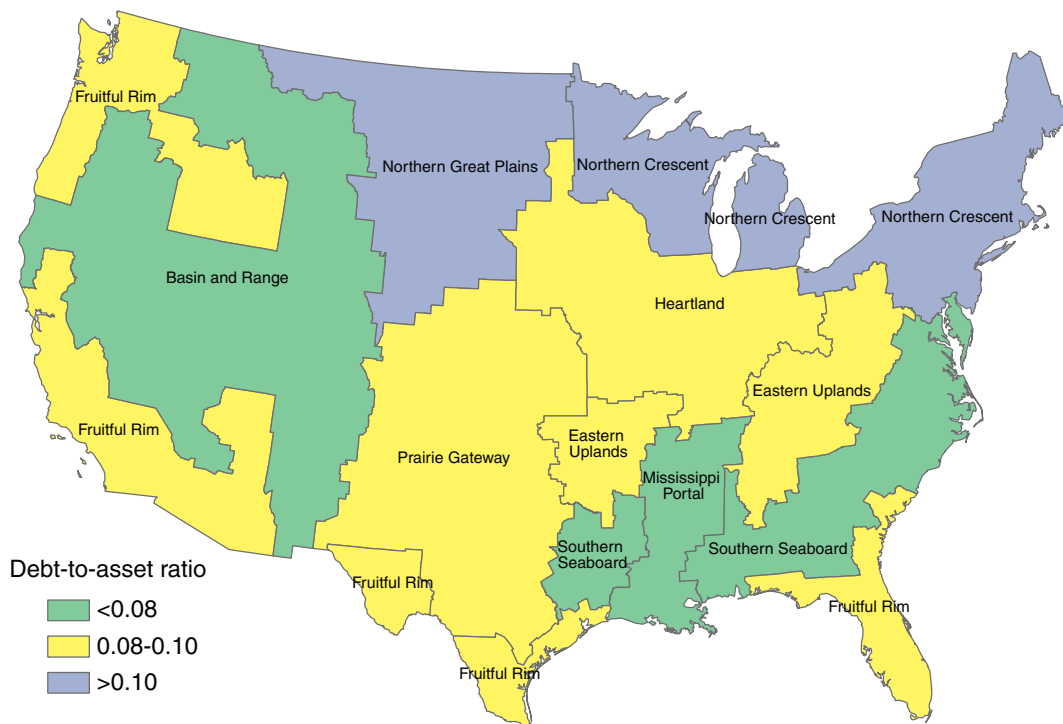 Fruitful Rim
Northern Great Plains
Northern Crescent
Northern Crescent
Northern Crescent
Basin and Range
Heartland
Eastern Uplands
Fruitful Rim
Prairie Gateway
Eastern
Uplands
Mississippi
Portal
Southern
Seaboard
Southern Seaboard
Fruitful Rim
Fruitful Rim
Fruitful Rim
Debt-to-asset ratio
<0.08
0.08-0.10
>0.10